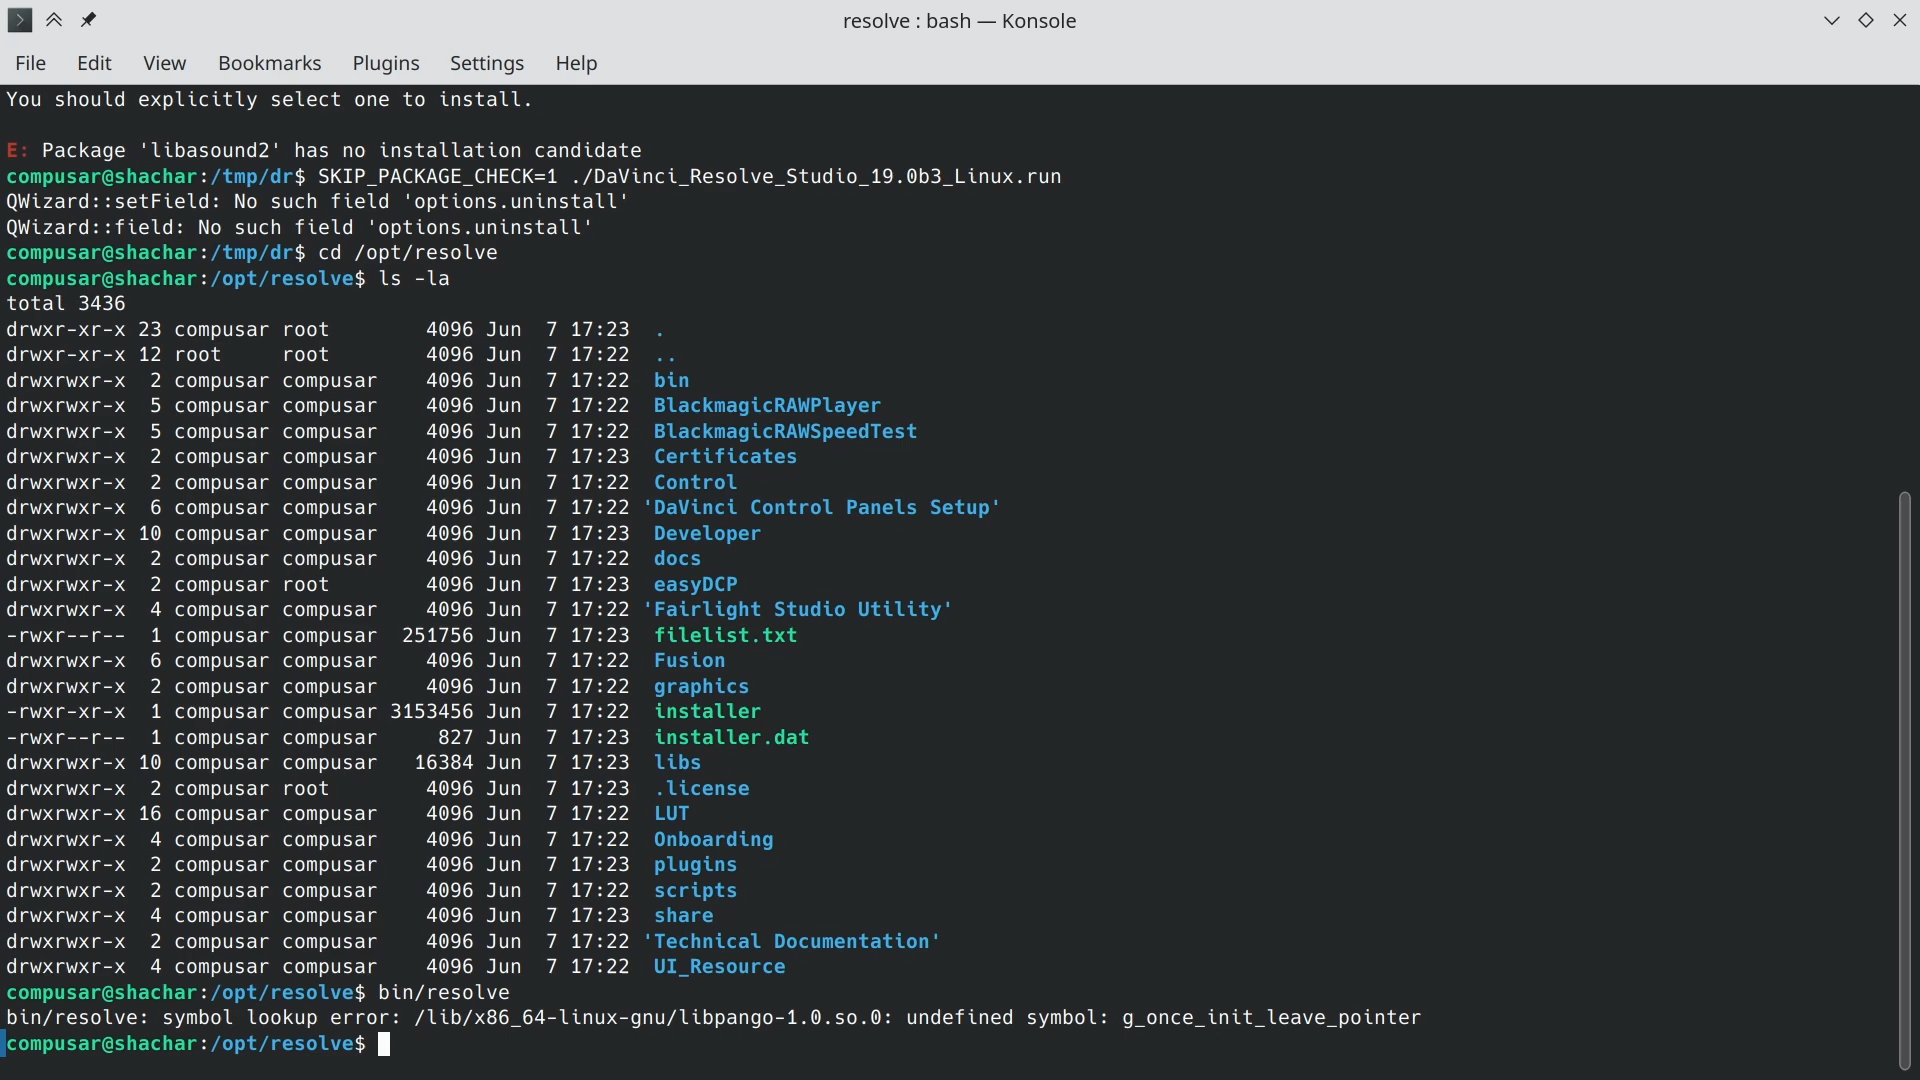 resolve : bash — Konsole
File Edit View Bookmarks Plugins Settings Help
You should explicitly select one to install.
E: Package 'libasound2' has no installation candidate
compusar@shachar:/tmp/dr$ SKIP_PACKAGE_CHECK=1 ./DaVinci_Resolve_Studio_19.0b3_Linux.run
QWizard::setField: No such field 'options.uninstall'
QWizard::field: No such field 'options.uninstall'
compusar@shachar:/tmp/dr$ cd /opt/resolve
compusar@shachar:/opt/resolve$ ls -la
total 3436
drwxr-xr-x 23 compusar root        4096 Jun  7 17:23  .
drwxr-xr-x 12 root     root        4096 Jun  7 17:22  ..
drwxrwxr-x  2 compusar compusar    4096 Jun  7 17:22  bin
drwxrwxr-x  5 compusar compusar    4096 Jun  7 17:22  BlackmagicRAWPlayer
drwxrwxr-x  5 compusar compusar    4096 Jun  7 17:22  BlackmagicRAWSpeedTest
drwxrwxr-x  2 compusar compusar    4096 Jun  7 17:23  Certificates
drwxrwxr-x  2 compusar compusar    4096 Jun  7 17:22  Control
drwxrwxr-x  6 compusar compusar    4096 Jun  7 17:22 'DaVinci Control Panels Setup'
drwxrwxr-x 10 compusar compusar    4096 Jun  7 17:23  Developer
drwxrwxr-x  2 compusar compusar    4096 Jun  7 17:22  docs
drwxrwxr-x  2 compusar root        4096 Jun  7 17:23  easyDCP
drwxrwxr-x  4 compusar compusar    4096 Jun  7 17:22 'Fairlight Studio Utility'
-rwxr--r--  1 compusar compusar  251756 Jun  7 17:23  filelist.txt
drwxrwxr-x  6 compusar compusar    4096 Jun  7 17:22  Fusion
drwxrwxr-x  2 compusar compusar    4096 Jun  7 17:22  graphics
-rwxr-xr-x  1 compusar compusar 3153456 Jun  7 17:22  installer
-rwxr--r--  1 compusar compusar     827 Jun  7 17:23  installer.dat
drwxrwxr-x 10 compusar compusar   16384 Jun  7 17:23  libs
drwxrwxr-x  2 compusar root        4096 Jun  7 17:23  .license
drwxrwxr-x 16 compusar compusar    4096 Jun  7 17:22  LUT
drwxrwxr-x  4 compusar compusar    4096 Jun  7 17:22  Onboarding
drwxrwxr-x  2 compusar compusar    4096 Jun  7 17:23  plugins
drwxrwxr-x  2 compusar compusar    4096 Jun  7 17:22  scripts
drwxrwxr-x  4 compusar compusar    4096 Jun  7 17:23  share
drwxrwxr-x  2 compusar compusar    4096 Jun  7 17:22 'Technical Documentation'
drwxrwxr-x  4 compusar compusar    4096 Jun  7 17:22  UI_Resource
compusar@shachar:/opt/resolve$ bin/resolve
bin/resolve: symbol lookup error: /lib/x86_64-linux-gnu/libpango-1.0.so.0: undefined symbol: g_once_init_leave_pointer
compusar@shachar:/opt/resolve$